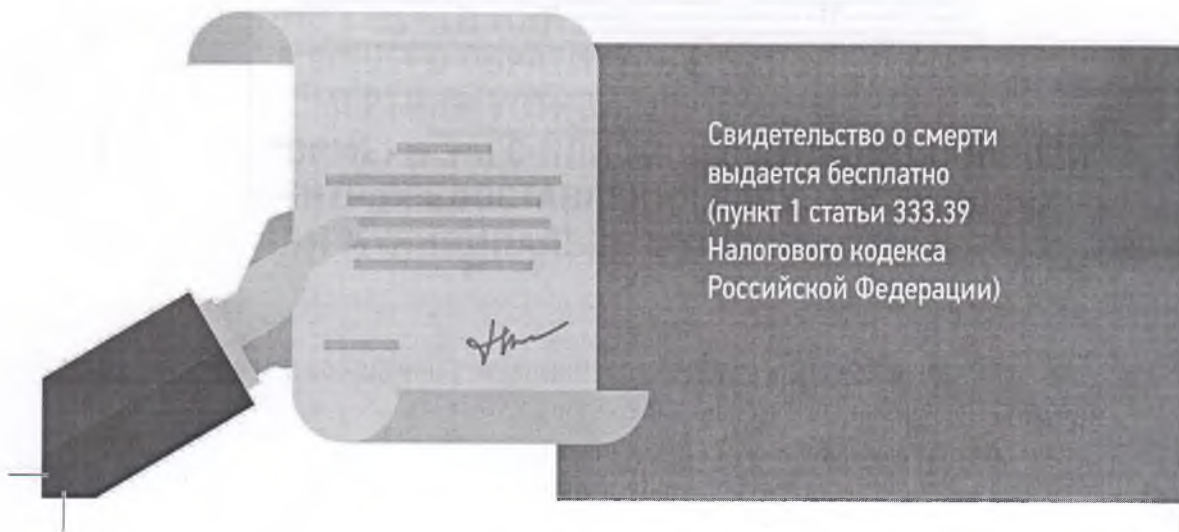 Свидетельство о смерти
выдается бесплатно
(пункт 1 статьи 333.39
Налогового кодекса
Российской Федерации)